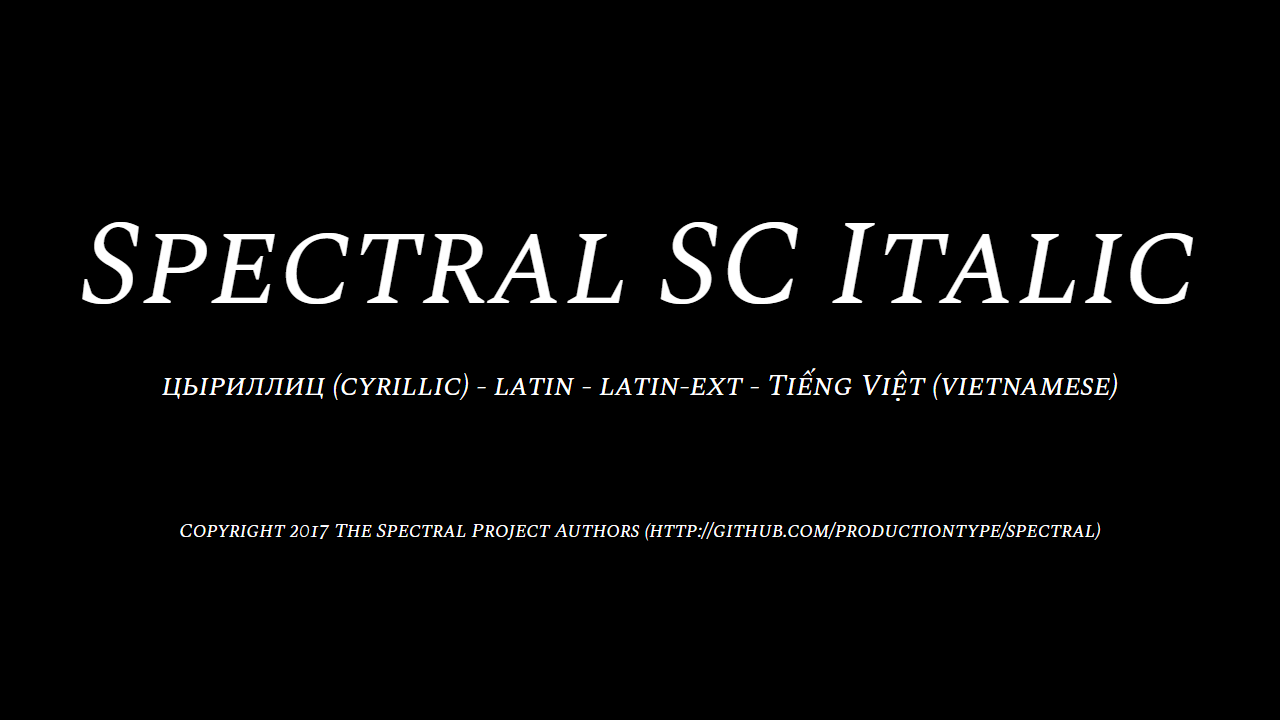 Spectral SC Italic
цыриллиц (cyrillic) - latin - latin-ext - Tiếng Việt (vietnamese)
Copyright 2017 The Spectral Project Authors (http://github.com/productiontype/spectral)